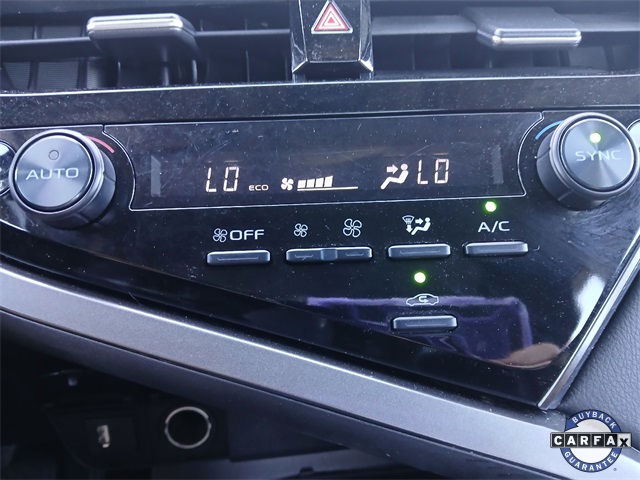 AUTO
LO ECO LO
SYNC
OFF
A/C
BUYBACK
CARFAX
GUARANTEE